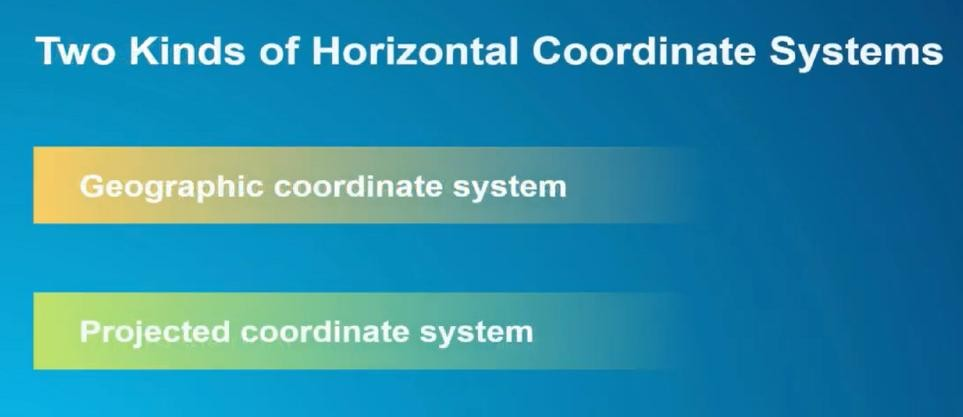 Two Kinds of Horizontal Coordinate Systems
Geographic coordinate system
Projected coordinate system